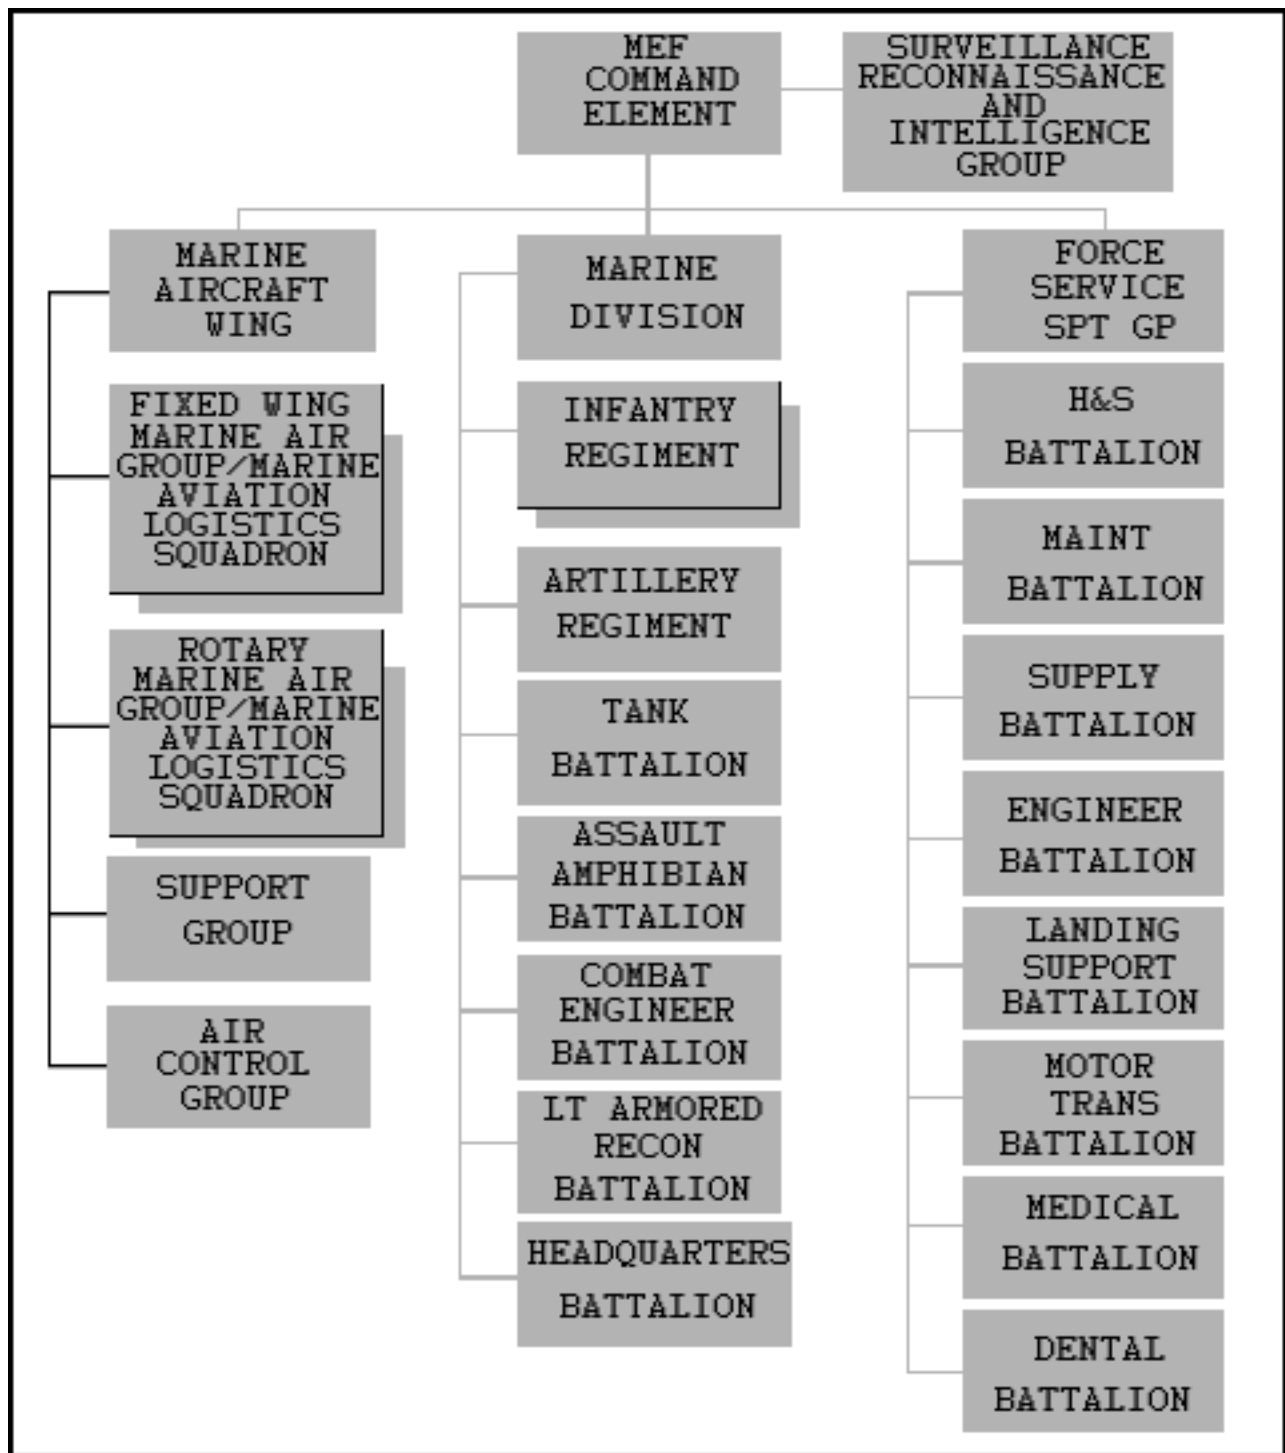 MEF
COMMAND
ELEMENT
SURVEILLANCE
RECONNAISSANCE
AND
INTELLIGENCE
GROUP
MARINE
AIRCRAFT
WING
FIXED WING
MARINE AIR
GROUP/MARINE
AVIATION
LOGISTICS
SQUADRON
ROTARY
MARINE AIR
GROUP/MARINE
AVIATION
LOGISTICS
SQUADRON
SUPPORT
GROUP
AIR
CONTROL
GROUP
MARINE
DIVISION
INFANTRY
REGIMENT
ARTILLERY
REGIMENT
TANK
BATTALION
ASSAULT
AMPHIBIAN
BATTALION
COMBAT
ENGINEER
BATTALION
LT ARMORED
RECON
BATTALION
HEADQUARTERS
BATTALION
FORCE
SERVICE
SPT GP
H&S
BATTALION
MAINT
BATTALION
SUPPLY
BATTALION
ENGINEER
BATTALION
LANDING
SUPPORT
BATTALION
MOTOR
TRANS
BATTALION
MEDICAL
BATTALION
DENTAL
BATTALION